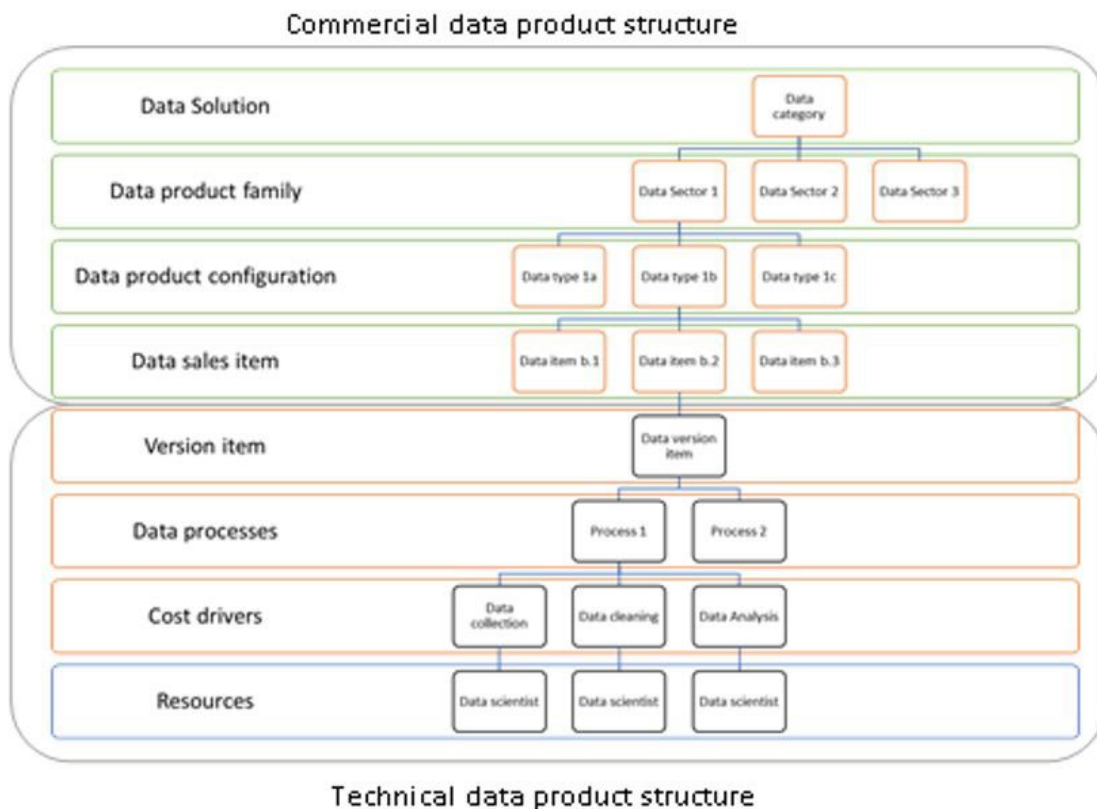 Commercial data product structure
Data Solution
Data
category
Data product family
Data Sector 1
Data Sector 2
Data Sector 3
Data product configuration
Data type 1a
Data type 1b
Data type 1c
Data sales item
Data item b.1
Data item b.2
Data item b.3
Version item
Data version
item
Data processes
Process 1
Process 2
Cost drivers
Data
collection
Data cleaning
Data Analysis
Resources
Data scientist
Data scientist
Data scientist
Technical data product structure